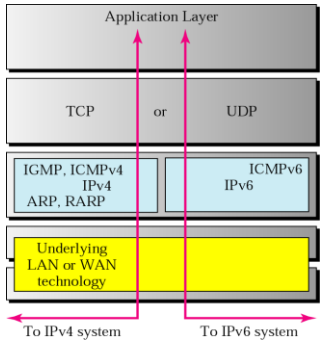 Application Layer
TCP or UDP
IGMP, ICMPv4
IPv4
ARP, RARP
ICMPv6
IPv6
Underlying
LAN or WAN
technology
To IPv4 system
To IPv6 system